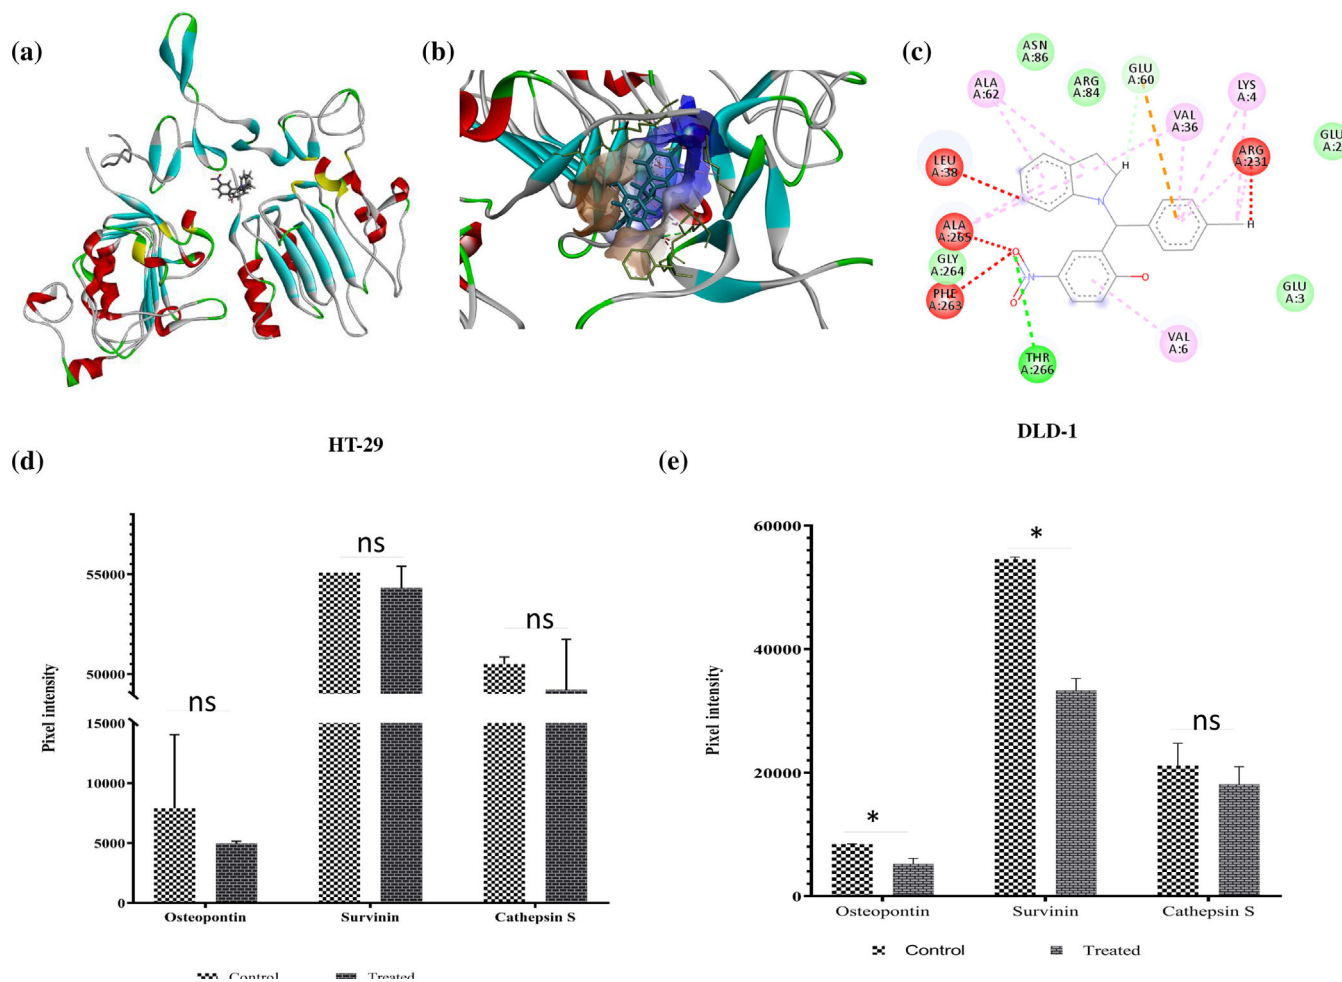 (a)
(b)
(c)
ASN
A:86
ARG
A:84
GLU
A:60
ALA
A:62
LYS
A:4
VAL
A:36
LEU
A:38
ARG
A:231
H
N
H
ALA
A:265
GLY
A:264
PHE
A:263
O
N
O
O
GLU
A:3
VAL
A:6
THR
A:266
HT-29
DLD-1
(d)
(e)
Pixel intensity
55000
50000
15000
10000
5000
0
ns
ns
ns
Osteopontin
Survinin
Cathepsin S
Control
Treated
Pixel intensity
60000
40000
20000
0
*
*
ns
Osteopontin
Survinin
Cathepsin S
Control
Treated